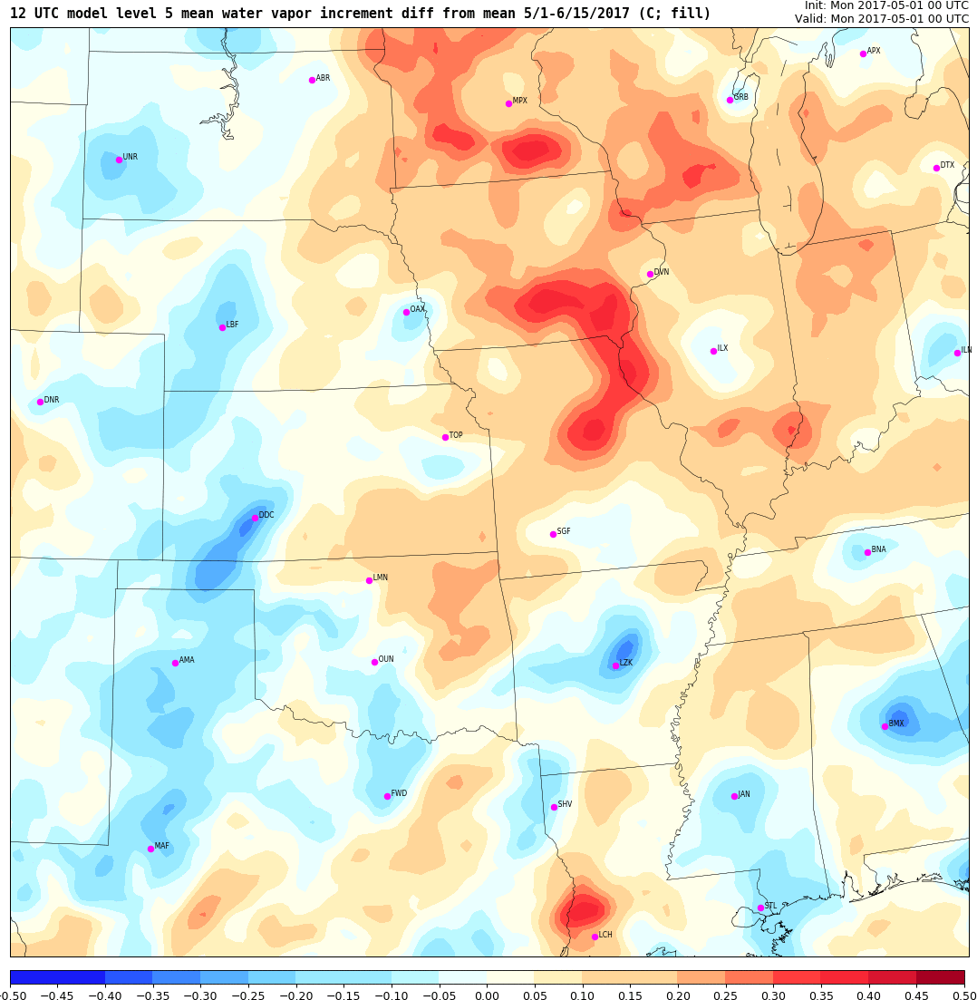 Init: Mon 2017-05-01 00 UTC
12 UTC model level 5 mean water vapor increment diff from mean 5/1-6/15/2017 (C; fill)
Valid: Mon 2017-05-01 00 UTC
APX
ABR
GRB
MPX
UNR
DTX
DVN
OAX
LBF
ILX
ILN
DNR
TOP
DDC
SGF
BNA
LMN
AMA
OUN
LZK
BMX
FWD
JAN
SHV
MAF
STL
LCH
−0.50 −0.45 −0.40 −0.35 −0.30 −0.25 −0.20 −0.15 −0.10 −0.05 0.00 0.05 0.10 0.15 0.20 0.25 0.30 0.35 0.40 0.45 0.50